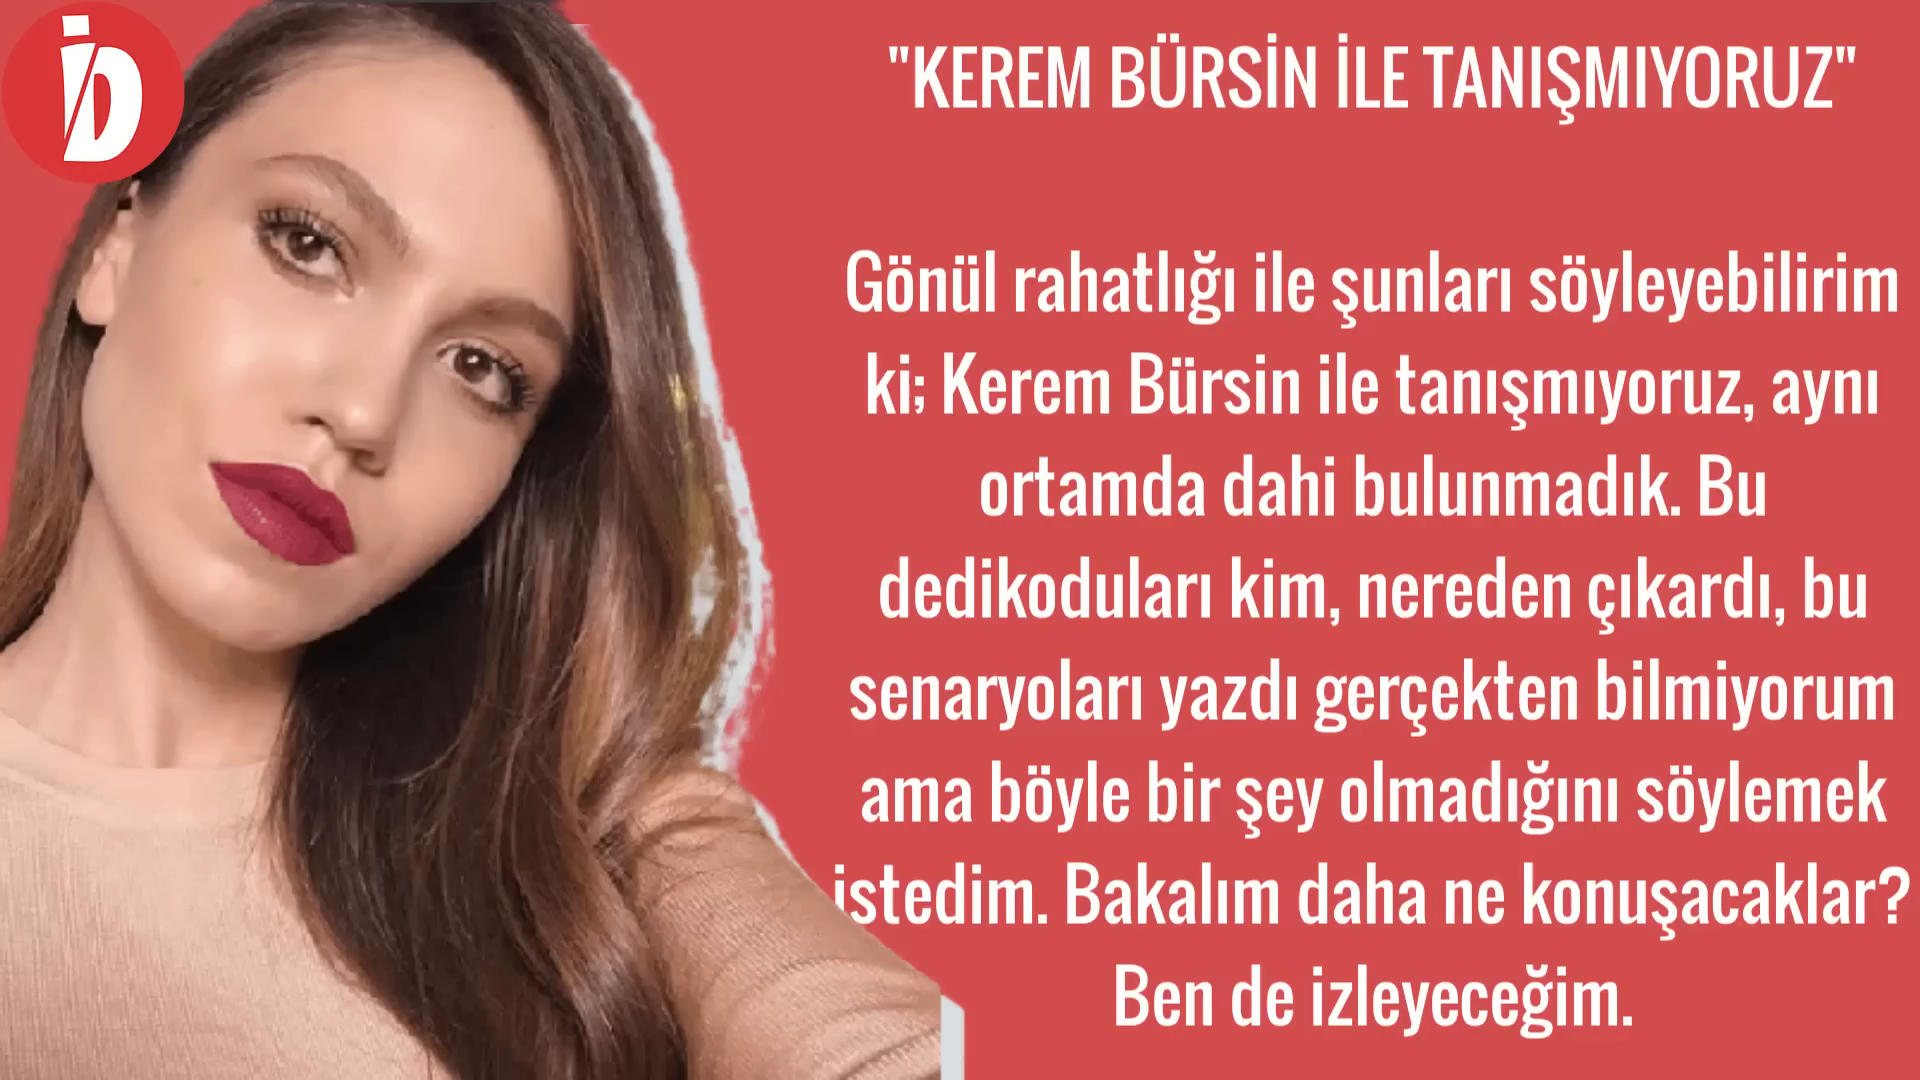 iD
"KEREM BÜRSİN İLE TANIŞMIYORUZ"
Gönül rahatlığı ile şunları söyleyebilirim
ki; Kerem Bürsin ile tanışmıyoruz, aynı
ortamda dahi bulunmadık. Bu
dedikoduları kim, nereden çıkardı, bu
senaryoları yazdı gerçekten bilmiyorum
ama böyle bir şey olmadığını söylemek
istedim. Bakalım daha ne konuşacaklar?
Ben de izleyeceğim.